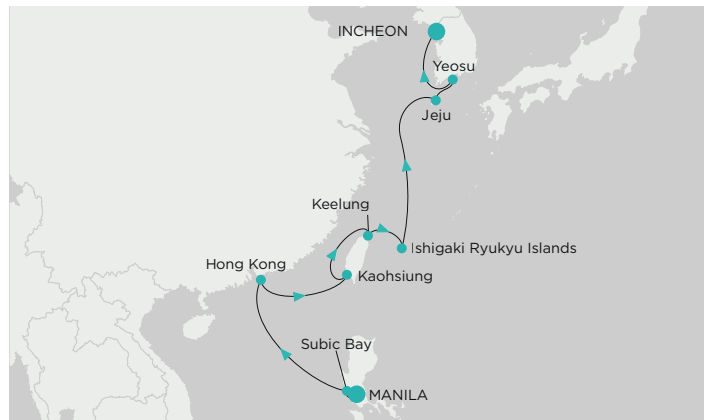 INCHEON
Yeosu
Jeju
Keelung
Ishigaki Ryukyu Islands
Hong Kong
Kaohsiung
Subic Bay
MANILA